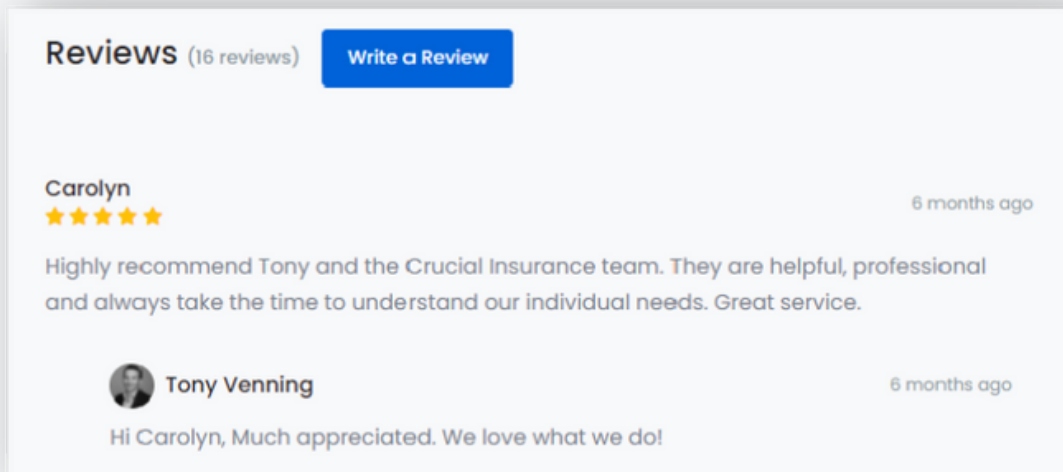 Reviews (16 reviews) Write a Review
Carolyn
6 months ago
Highly recommend Tony and the Crucial Insurance team. They are helpful, professional
and always take the time to understand our individual needs. Great service.
Tony Venning 6 months ago
Hi Carolyn, Much appreciated. We love what we do!